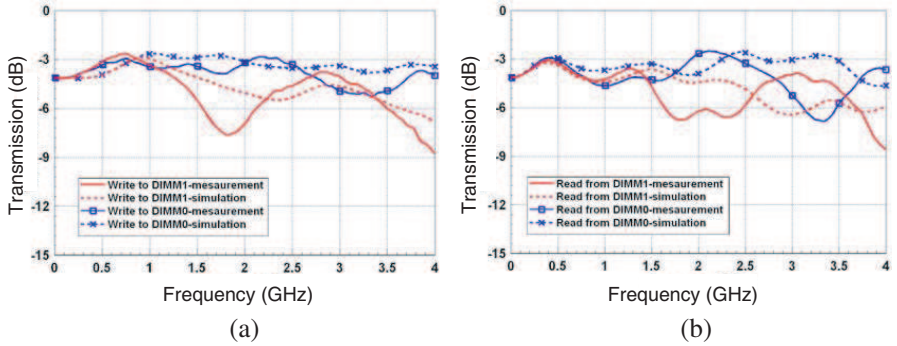 0
-3
-6
-9
-12
-15
Transmission (dB)
Write to DIMM1-mesaurement
Write to DIMM1-simulation
Write to DIMM0-mesaurement
Write to DIMM0-simulation
0 0.5 1 1.5 2 2.5 3 3.5 4
Frequency (GHz)
(a)
0
-3
-6
-9
-12
-15
Transmission (dB)
Read from DIMM1-mesaurement
Read from DIMM1-simulation
Read from DIMM0-mesaurement
Read from DIMM0-simulation
0 0.5 1 1.5 2 2.5 3 3.5 4
Frequency (GHz)
(b)